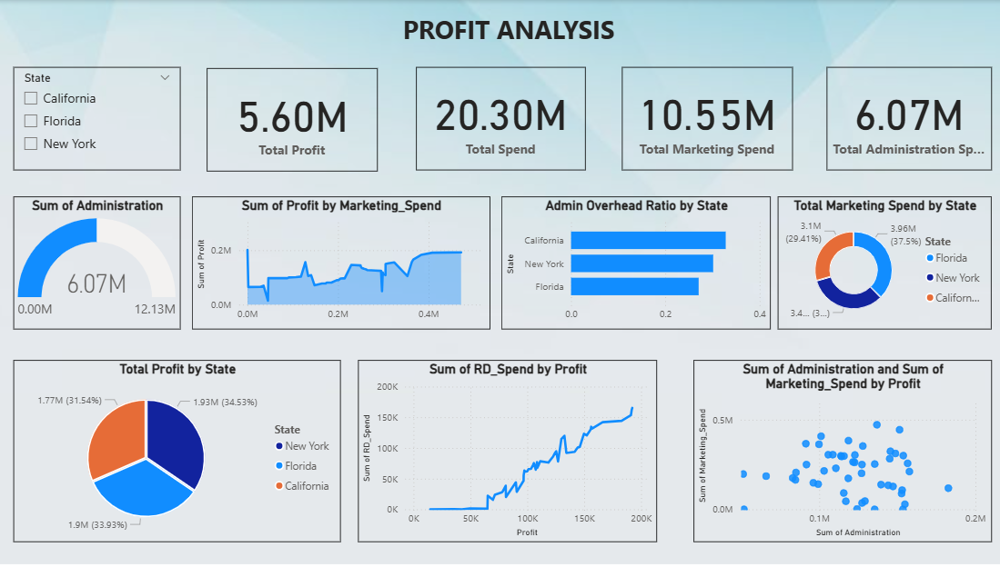 PROFIT ANALYSIS
State
California
Florida
New York
5.60M
Total Profit
20.30M
Total Spend
10.55M
Total Marketing Spend
6.07M
Total Administration Sp...
Sum of Administration
6.07M
0.00M
12.13M
Sum of Profit by Marketing_Spend
Sum of Profit
0.2M
0.0M
0.0M
0.2M
0.4M
Admin Overhead Ratio by State
State
California
New York
Florida
0.0
0.2
0.4
Total Marketing Spend by State
3.1M
(29.41%)
3.96M
(37.5%)
3.4... (3...)
State
Florida
New York
Californ...
Total Profit by State
1.77M (31.54%)
1.93M (34.53%)
1.9M (33.93%)
State
New York
Florida
California
Sum of RD_Spend by Profit
Sum of RD_Spend
200K
150K
100K
50K
0K
0K
50K
100K
150K
200K
Profit
Sum of Administration and Sum of
Marketing_Spend by Profit
Sum of Marketing_Spend
0.5M
0.0M
0.1M
0.2M
Sum of Administration